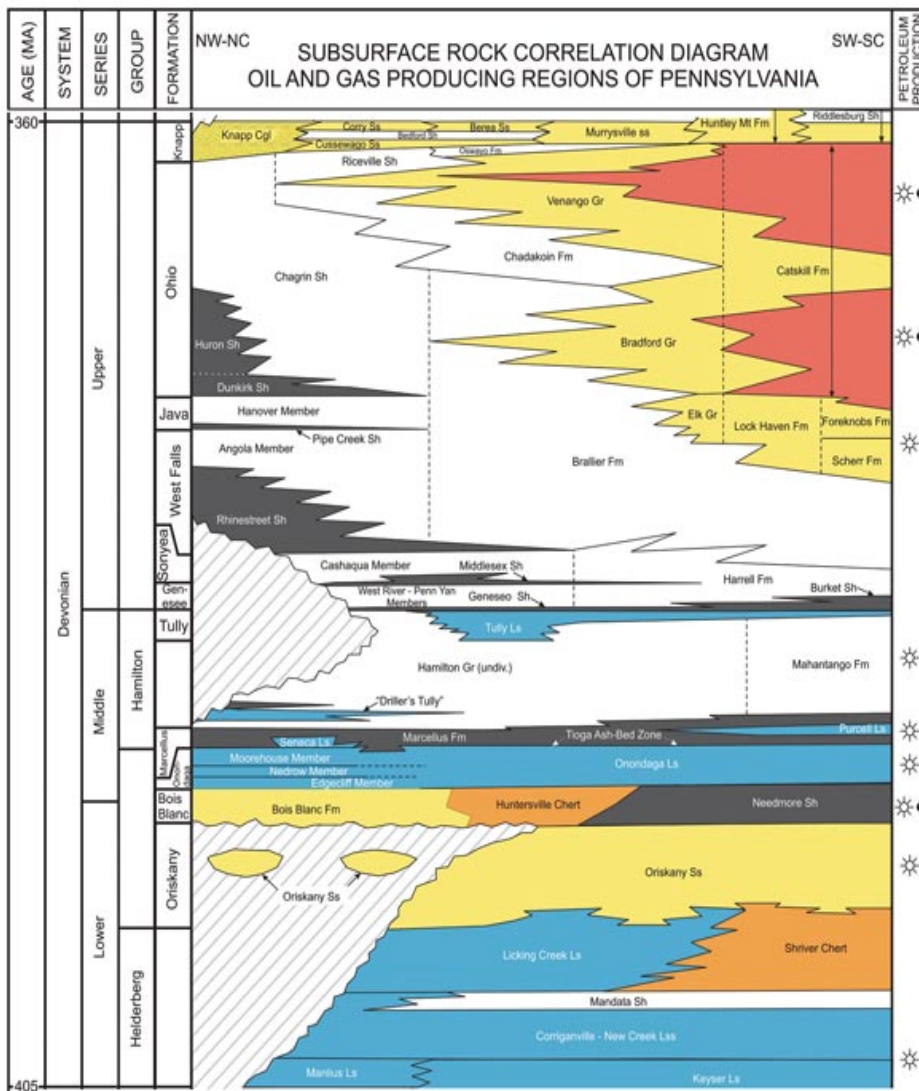 AGE (MA)
SYSTEM
SERIES
GROUP
FORMATION
NW-NC
SUBSURFACE ROCK CORRELATION DIAGRAM
OIL AND GAS PRODUCING REGIONS OF PENNSYLVANIA
SW-SC
PETROLEUM
PRODUCTION
360
405
Devonian
Upper
Middle
Lower
Hamilton
Helderberg
Knapp
Ohio
Java
West Falls
Sonyea
Gen-
esee
Tully
Marcellus
Onon-
daga
Bois
Blanc
Oriskany
Knapp Cgl
Corry Ss
Bedford Sh
Cussewago Ss
Berea Ss
Murrysville ss
Huntley Mt Fm
Riddlesburg Sh
Riceville Sh
Oswayo Fm
Venango Gr
Chadakoin Fm
Catskill Fm
Chagrin Sh
Huron Sh
Bradford Gr
Dunkirk Sh
Hanover Member
Elk Gr
Lock Haven Fm
Foreknobs Fm
Pipe Creek Sh
Angola Member
Brallier Fm
Scherr Fm
Rhinestreet Sh
Cashaqua Member
Middlesex Sh
Harrell Fm
Burket Sh
West River - Penn Yan
Members
Geneseo Sh
Tully Ls
Hamilton Gr (undiv.)
Mahantango Fm
"Driller's Tully"
Marcellus Fm
Tioga Ash-Bed Zone
Purcell Ls
Seneca Ls
Moorehouse Member
Nedrow Member
Edgecliff Member
Onondaga Ls
Bois Blanc Fm
Huntersville Chert
Needmore Sh
Oriskany Ss
Oriskany Ss
Licking Creek Ls
Shriver Chert
Mandata Sh
Corriganville - New Creek Lss
Manlius Ls
Keyser Ls